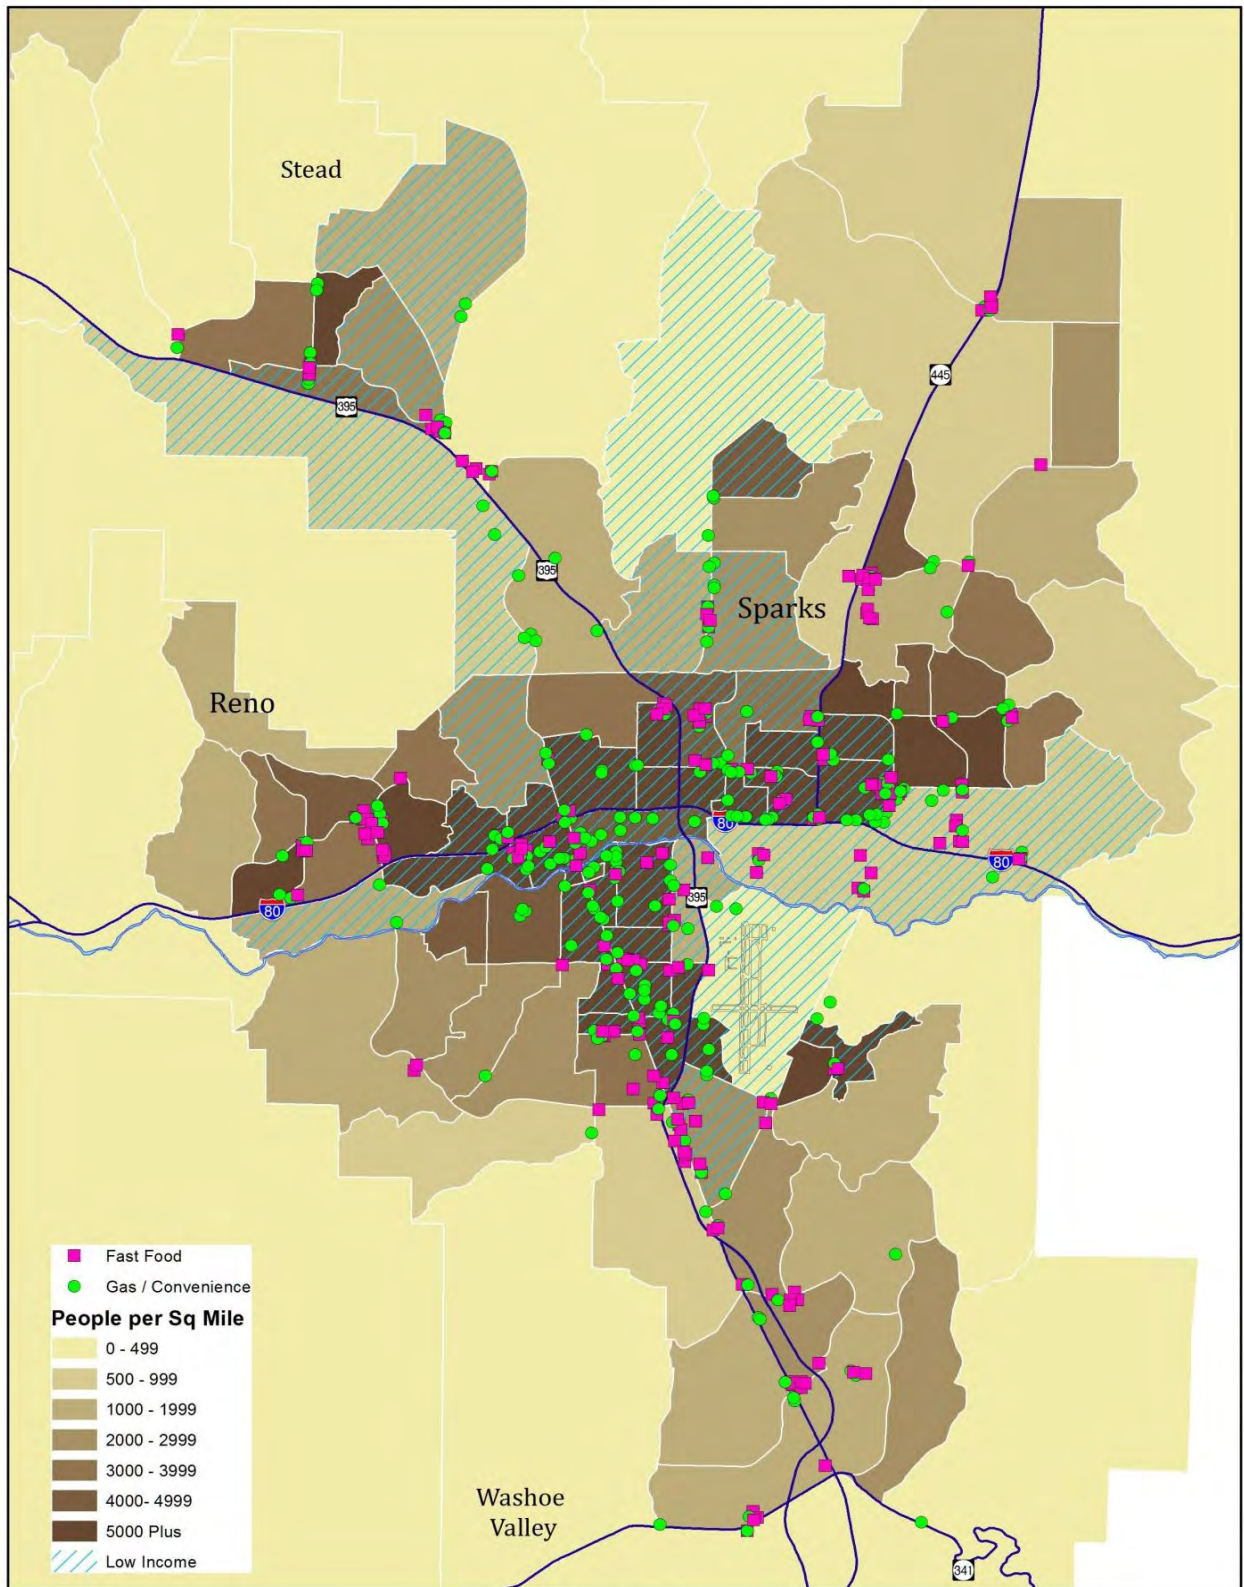 Stead
395
445
395
Sparks
Reno
80
80
395
80
Fast Food
Gas / Convenience
People per Sq Mile
0 - 499
500 - 999
1000 - 1999
2000 - 2999
3000 - 3999
4000- 4999
5000 Plus
Low Income
Washoe
Valley
341